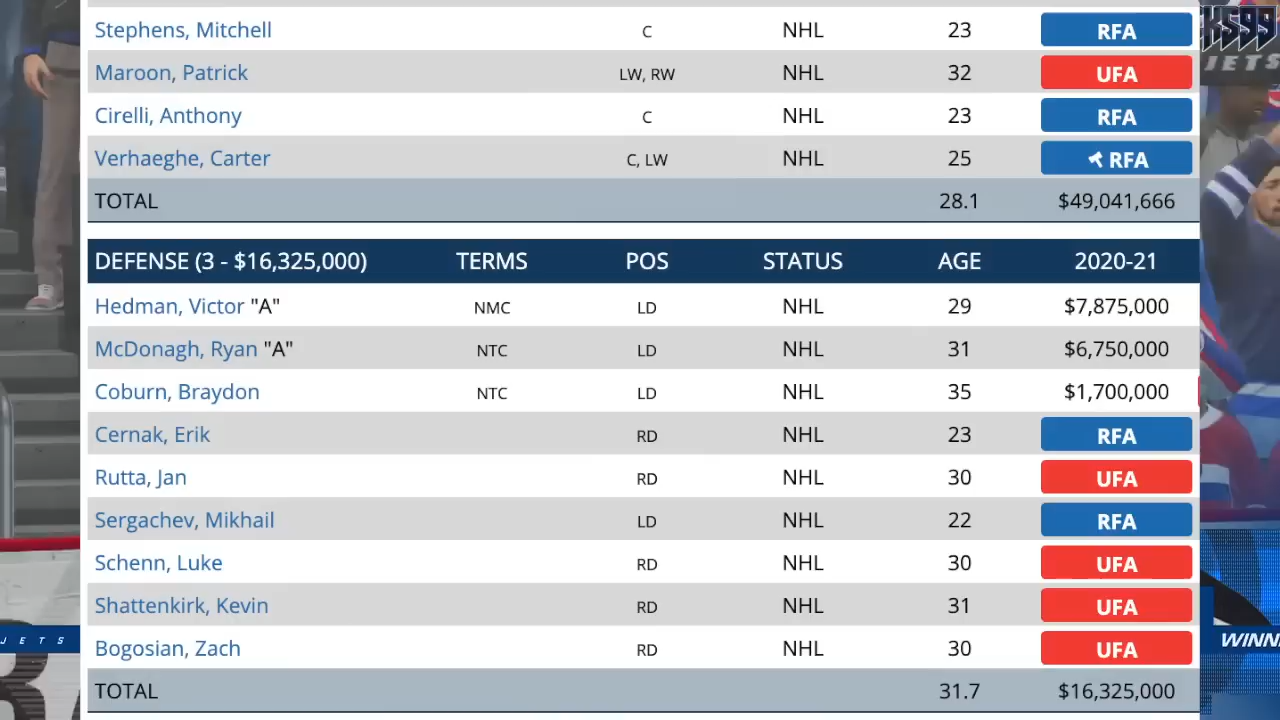 Stephens, Mitchell C NHL 23 RFA
Maroon, Patrick LW, RW NHL 32 UFA
Cirelli, Anthony C NHL 23 RFA
Verhaeghe, Carter C, LW NHL 25 RFA
TOTAL 28.1 $49,041,666
DEFENSE (3 - $16,325,000) TERMS POS STATUS AGE 2020-21
Hedman, Victor "A" NMC LD NHL 29 $7,875,000
McDonagh, Ryan "A" NTC LD NHL 31 $6,750,000
Coburn, Braydon NTC LD NHL 35 $1,700,000
Cernak, Erik RD NHL 23 RFA
Rutta, Jan RD NHL 30 UFA
Sergachev, Mikhail LD NHL 22 RFA
Schenn, Luke RD NHL 30 UFA
Shattenkirk, Kevin RD NHL 31 UFA
Bogosian, Zach RD NHL 30 UFA
TOTAL 31.7 $16,325,000
JETS
JETS